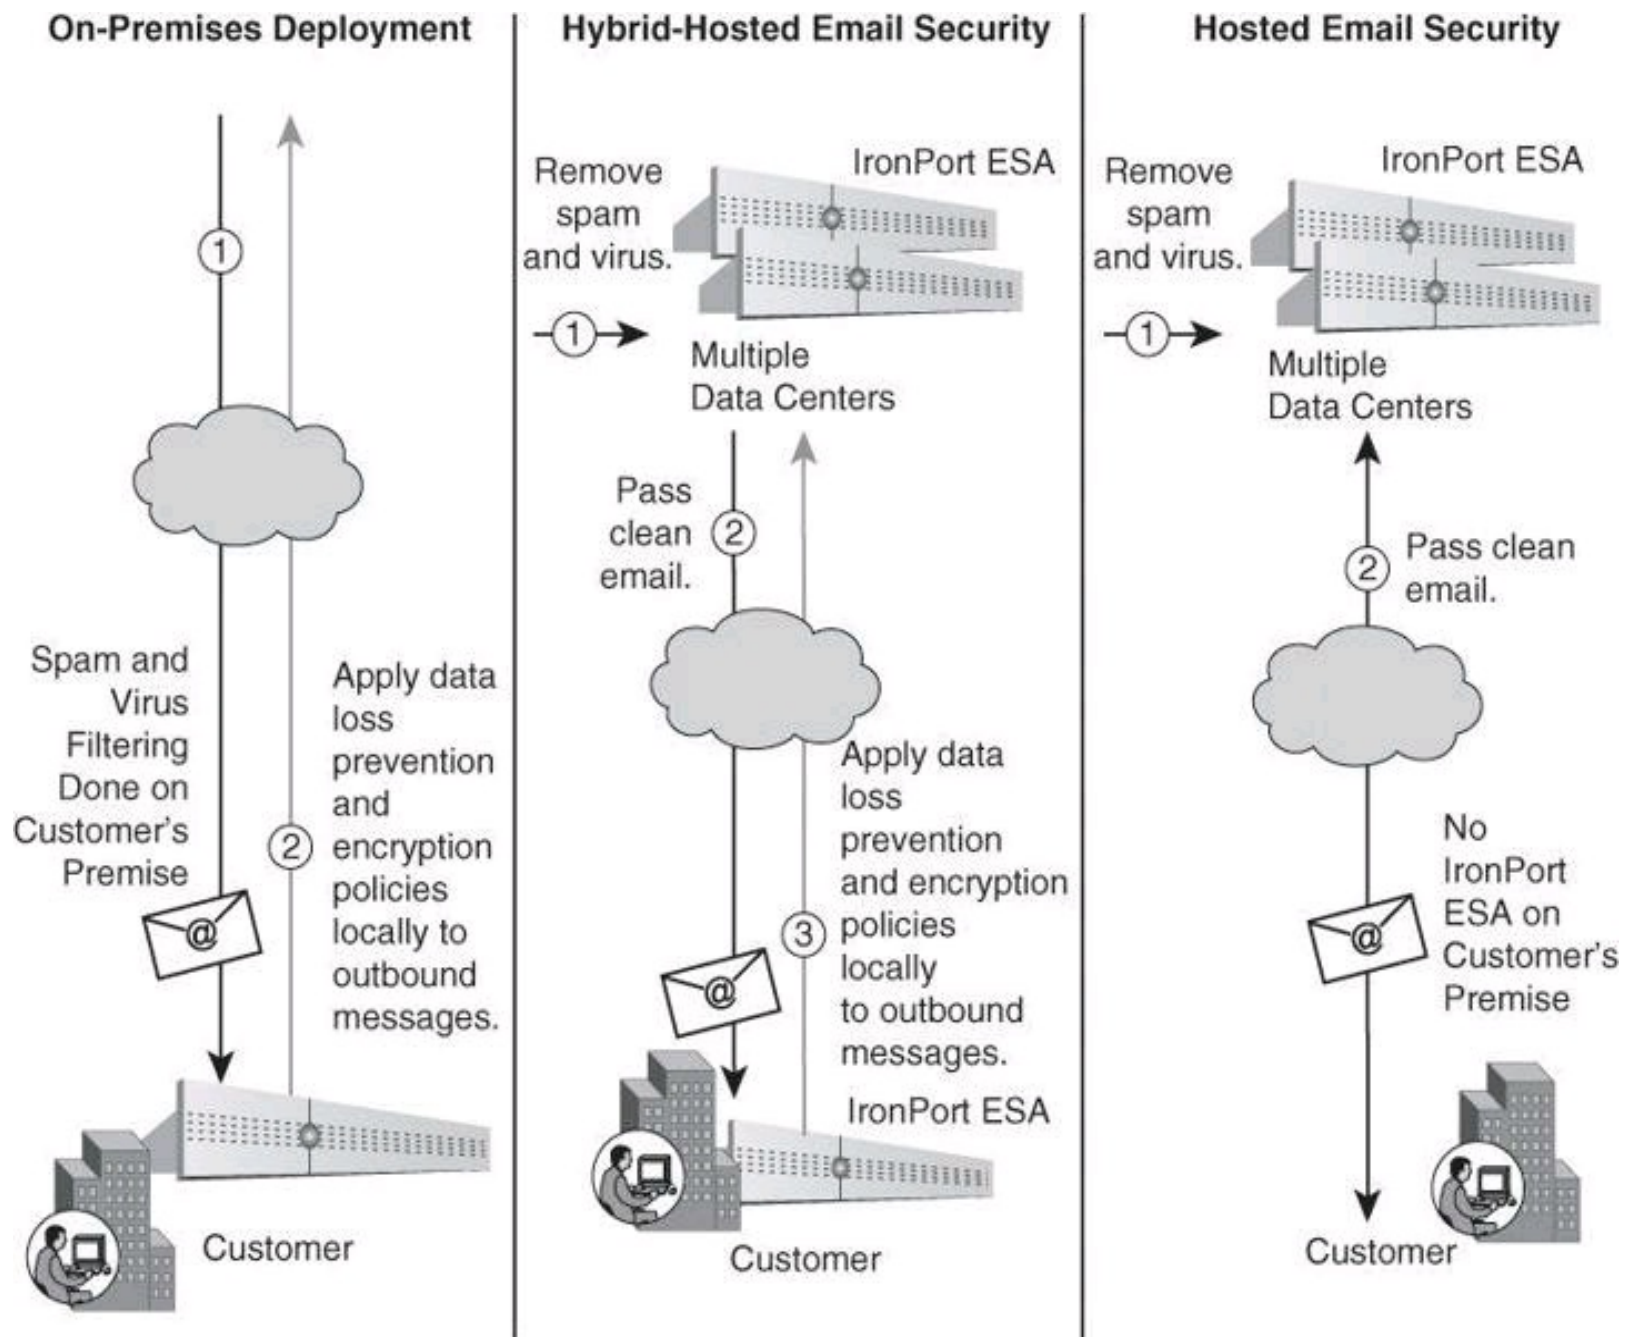 On-Premises Deployment
1
Spam and
Virus
Filtering
Done on
Customer's
Premise
@
2
Apply data
loss
prevention
and
encryption
policies
locally to
outbound
messages.
Customer
Hybrid-Hosted Email Security
Remove
spam
and virus.
1
IronPort ESA
Multiple
Data Centers
Pass
clean
email.
2
@
3
Apply data
loss
prevention
and encryption
policies
locally
to outbound
messages.
IronPort ESA
Customer
Hosted Email Security
Remove
spam
and virus.
1
IronPort ESA
Multiple
Data Centers
2
Pass clean
email.
@
No
IronPort
ESA on
Customer's
Premise
Customer